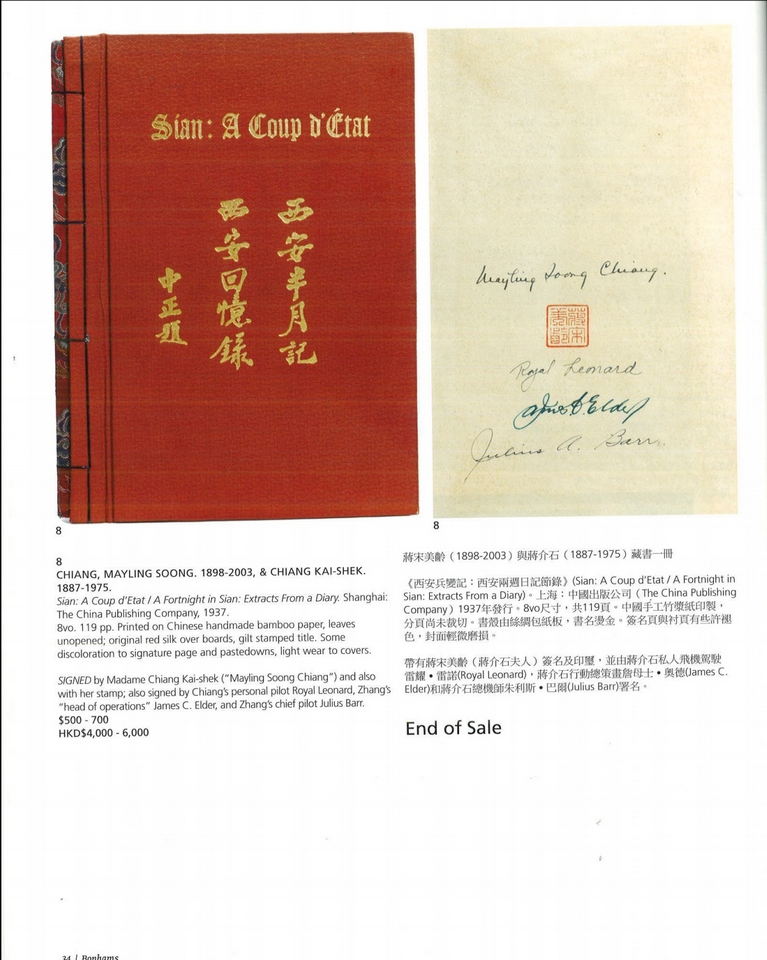 Sian: A Coup d'État
西安半月記
西安回憶錄
中正題
Mayling Soong Chiang.
蔣宋美齡
Royal Leonard
James C. Elder
Julius A. Barr.
8
8
8
CHIANG, MAYLING SOONG. 1898-2003, & CHIANG KAI-SHEK.
1887-1975.
Sian: A Coup d'Etat / A Fortnight in Sian: Extracts From a Diary. Shanghai:
The China Publishing Company, 1937.
8vo. 119 pp. Printed on Chinese handmade bamboo paper, leaves
unopened; original red silk over boards, gilt stamped title. Some
discoloration to signature page and pastedowns, light wear to covers.
SIGNED by Madame Chiang Kai-shek ("Mayling Soong Chiang") and also
with her stamp; also signed by Chiang's personal pilot Royal Leonard, Zhang's
"head of operations" James C. Elder, and Zhang's chief pilot Julius Barr.
$500 - 700
HKD$4,000 - 6,000
蔣宋美齡（1898-2003）與蔣介石（1887-1975）藏書一冊
《西安兵變記：西安兩週日記節錄》(Sian: A Coup d'Etat / A Fortnight in
Sian: Extracts From a Diary)。上海：中國出版公司（The China Publishing
Company）1937年發行。8vo尺寸，共119頁。中國手工竹漿紙印製，
分頁尚未裁切。書殼由絲綢包紙板，書名燙金。簽名頁與衬頁有些許褪
色，封面輕微磨損。
帶有蔣宋美齡（蔣介石夫人）簽名及印璽，並由蔣介石私人飛機駕駛
雷耀•雷諾(Royal Leonard)，蔣介石行動總策畫詹母士•奧德(James C.
Elder)和蔣介石總機師朱利斯•巴爾(Julius Barr)署名。
End of Sale
34 | Bonhams